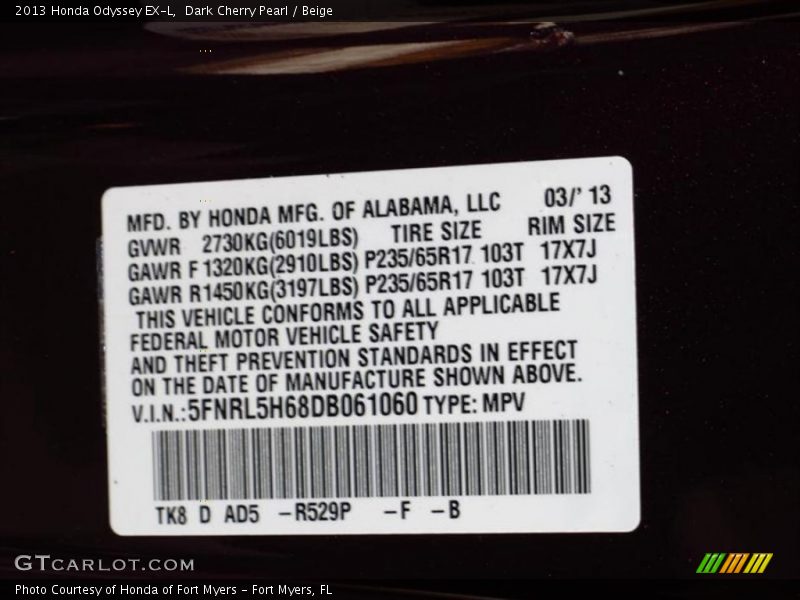 2013 Honda Odyssey EX-L, Dark Cherry Pearl / Beige
MFD. BY HONDA MFG. OF ALABAMA, LLC 03/' 13
GVWR 2730KG(6019LBS) TIRE SIZE RIM SIZE
GAWR F 1320KG(2910LBS) P235/65R17 103T 17X7J
GAWR R1450KG(3197LBS) P235/65R17 103T 17X7J
THIS VEHICLE CONFORMS TO ALL APPLICABLE
FEDERAL MOTOR VEHICLE SAFETY
AND THEFT PREVENTION STANDARDS IN EFFECT
ON THE DATE OF MANUFACTURE SHOWN ABOVE.
V.I.N.:5FNRL5H68DB061060 TYPE: MPV
TK8 D AD5 -R529P -F -B
GTCARLOT.COM
Photo Courtesy of Honda of Fort Myers - Fort Myers, FL